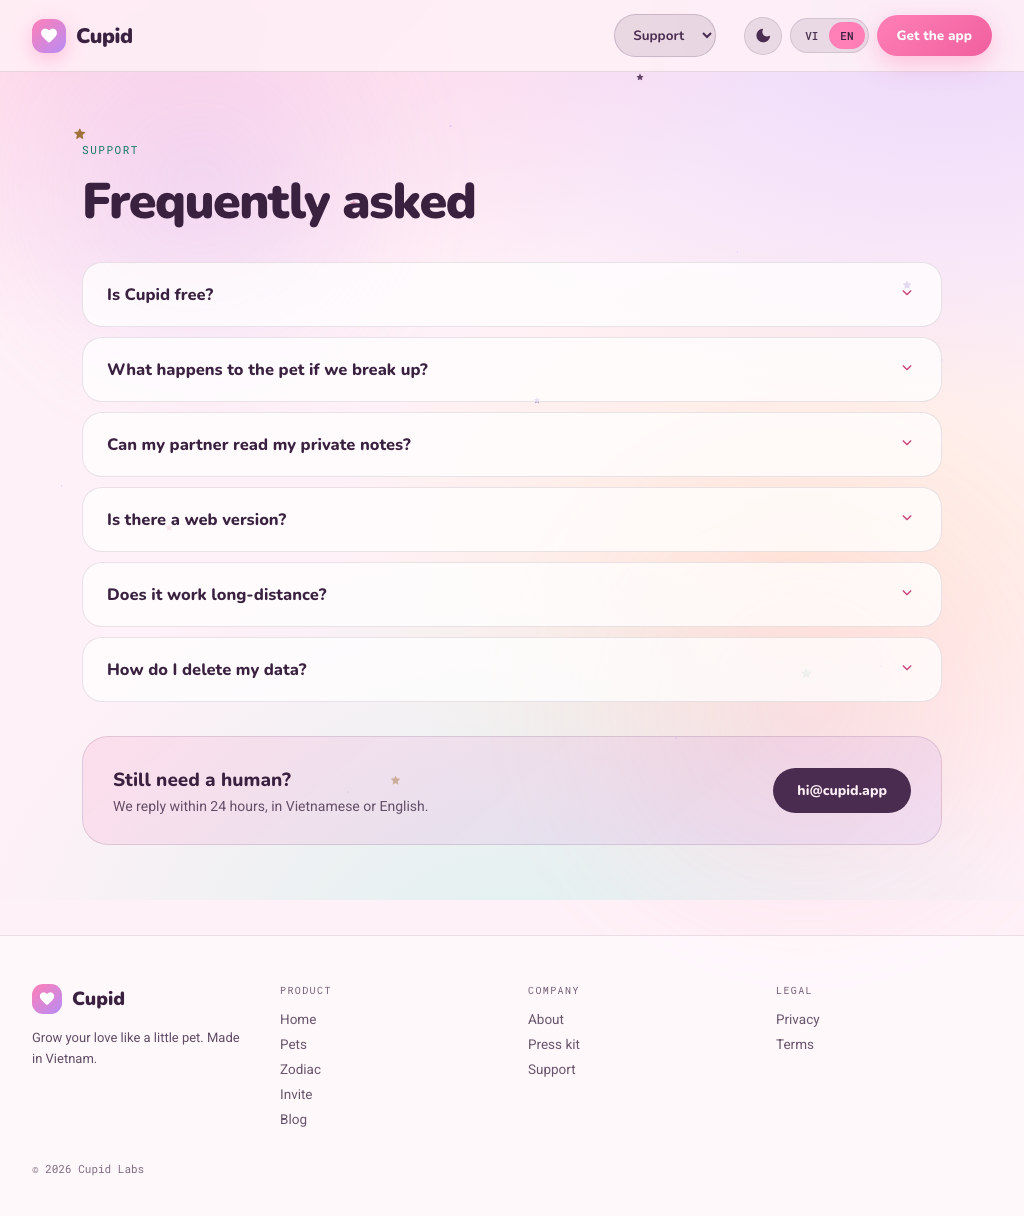 Cupid
Support
VI
EN
Get the app
SUPPORT
Frequently asked
Is Cupid free?
What happens to the pet if we break up?
Can my partner read my private notes?
Is there a web version?
Does it work long-distance?
How do I delete my data?
Still need a human?
We reply within 24 hours, in Vietnamese or English.
hi@cupid.app
Cupid
Grow your love like a little pet. Made
in Vietnam.
PRODUCT
Home
Pets
Zodiac
Invite
Blog
COMPANY
About
Press kit
Support
LEGAL
Privacy
Terms
© 2026 Cupid Labs